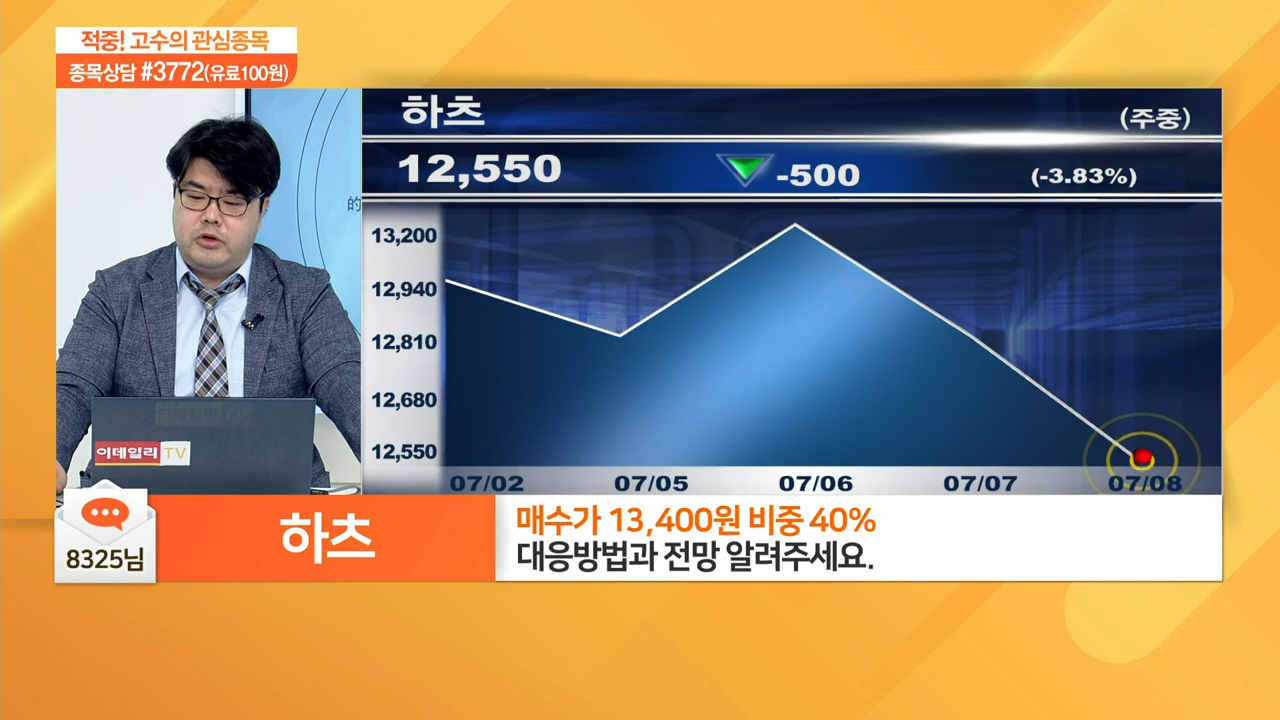 적중! 고수의 관심종목
종목상담 #3772(유료100원)
的
하츠
(주중)
12,550
-500
(-3.83%)
13,200
12,940
12,810
12,680
12,550
07/02 07/05 07/06 07/07 07/08
이데일리 TV
8325님
하츠
매수가 13,400원 비중 40%
대응방법과 전망 알려주세요.